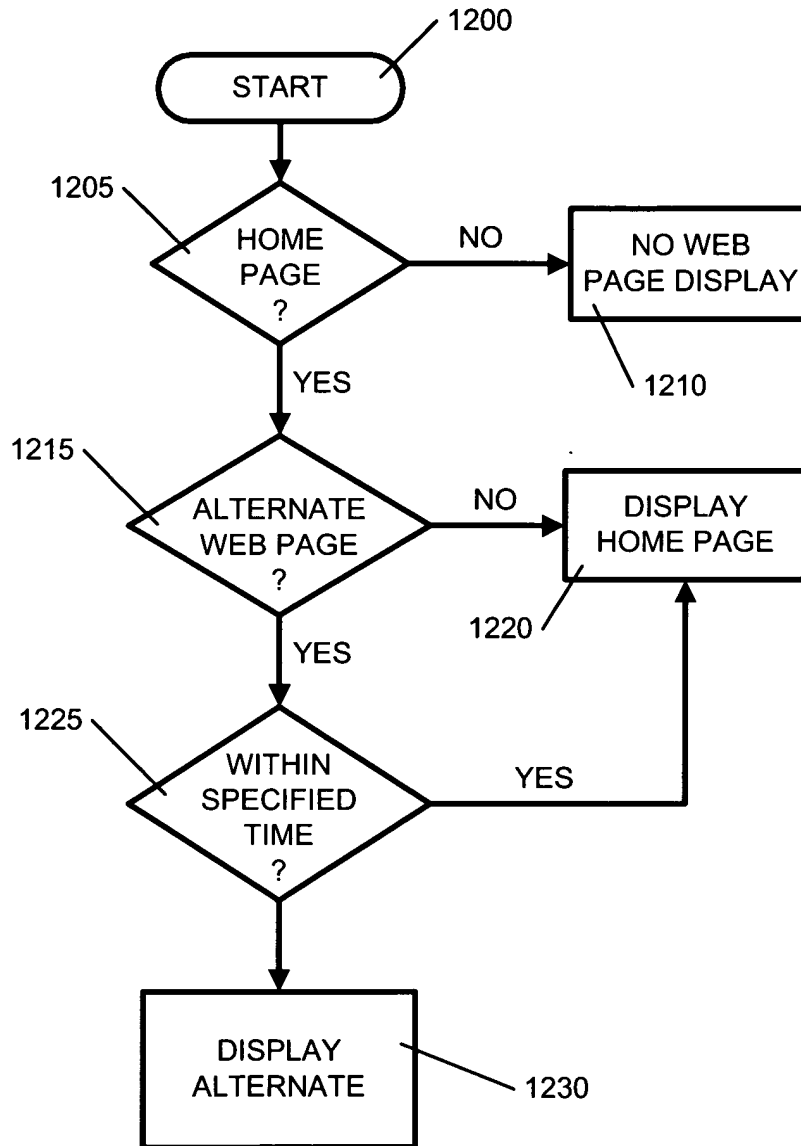 1200
START
1205
HOME
PAGE
?
NO
NO WEB
PAGE DISPLAY
1210
YES
1215
ALTERNATE
WEB PAGE
?
NO
DISPLAY
HOME PAGE
1220
YES
1225
WITHIN
SPECIFIED
TIME
?
YES
DISPLAY
ALTERNATE
1230